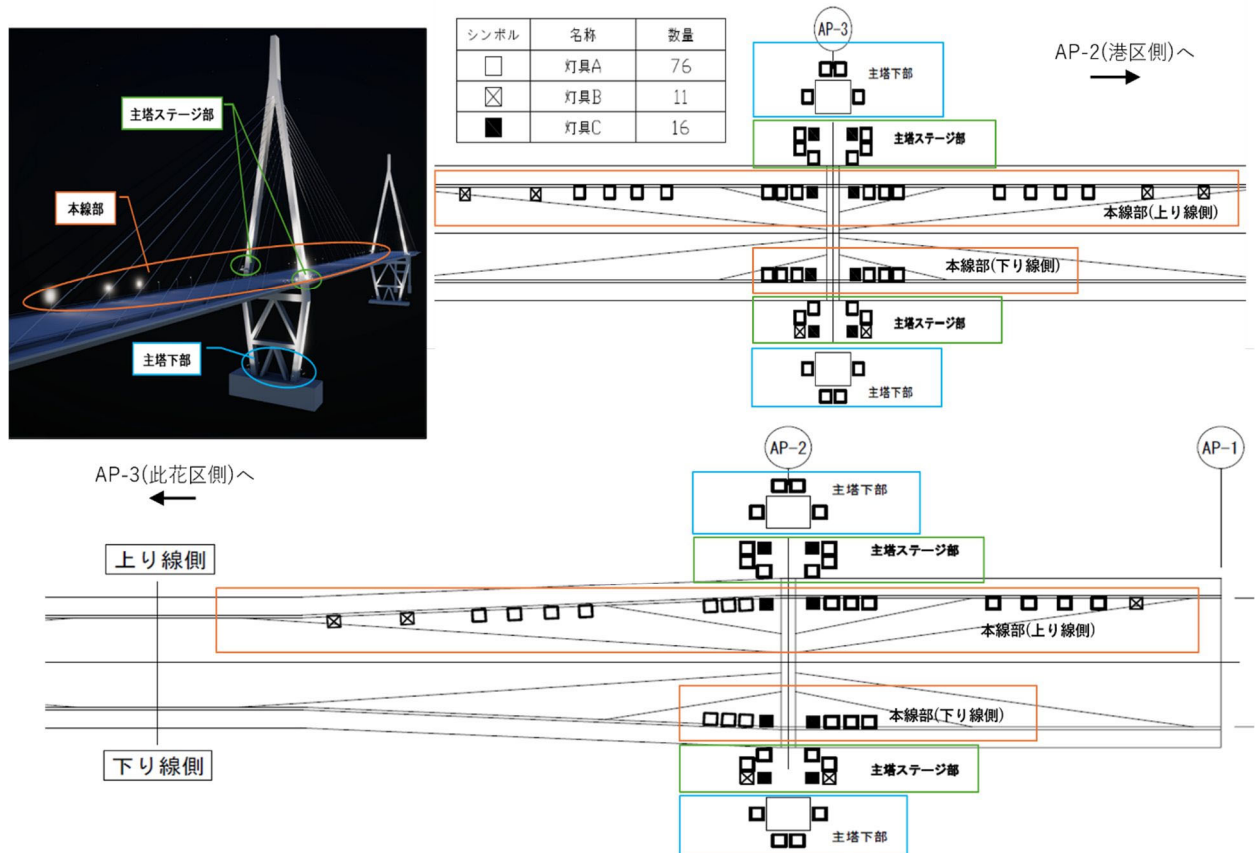 主塔ステージ部
本線部
主塔下部
シンボル 名称 数量
灯具A 76
灯具B 11
灯具C 16
AP-3
AP-2(港区側)へ
主塔下部
主塔ステージ部
本線部(上り線側)
本線部(下り線側)
主塔ステージ部
主塔下部
AP-3(此花区側)へ
AP-2
AP-1
主塔下部
主塔ステージ部
上り線側
本線部(上り線側)
本線部(下り線側)
下り線側
主塔ステージ部
主塔下部